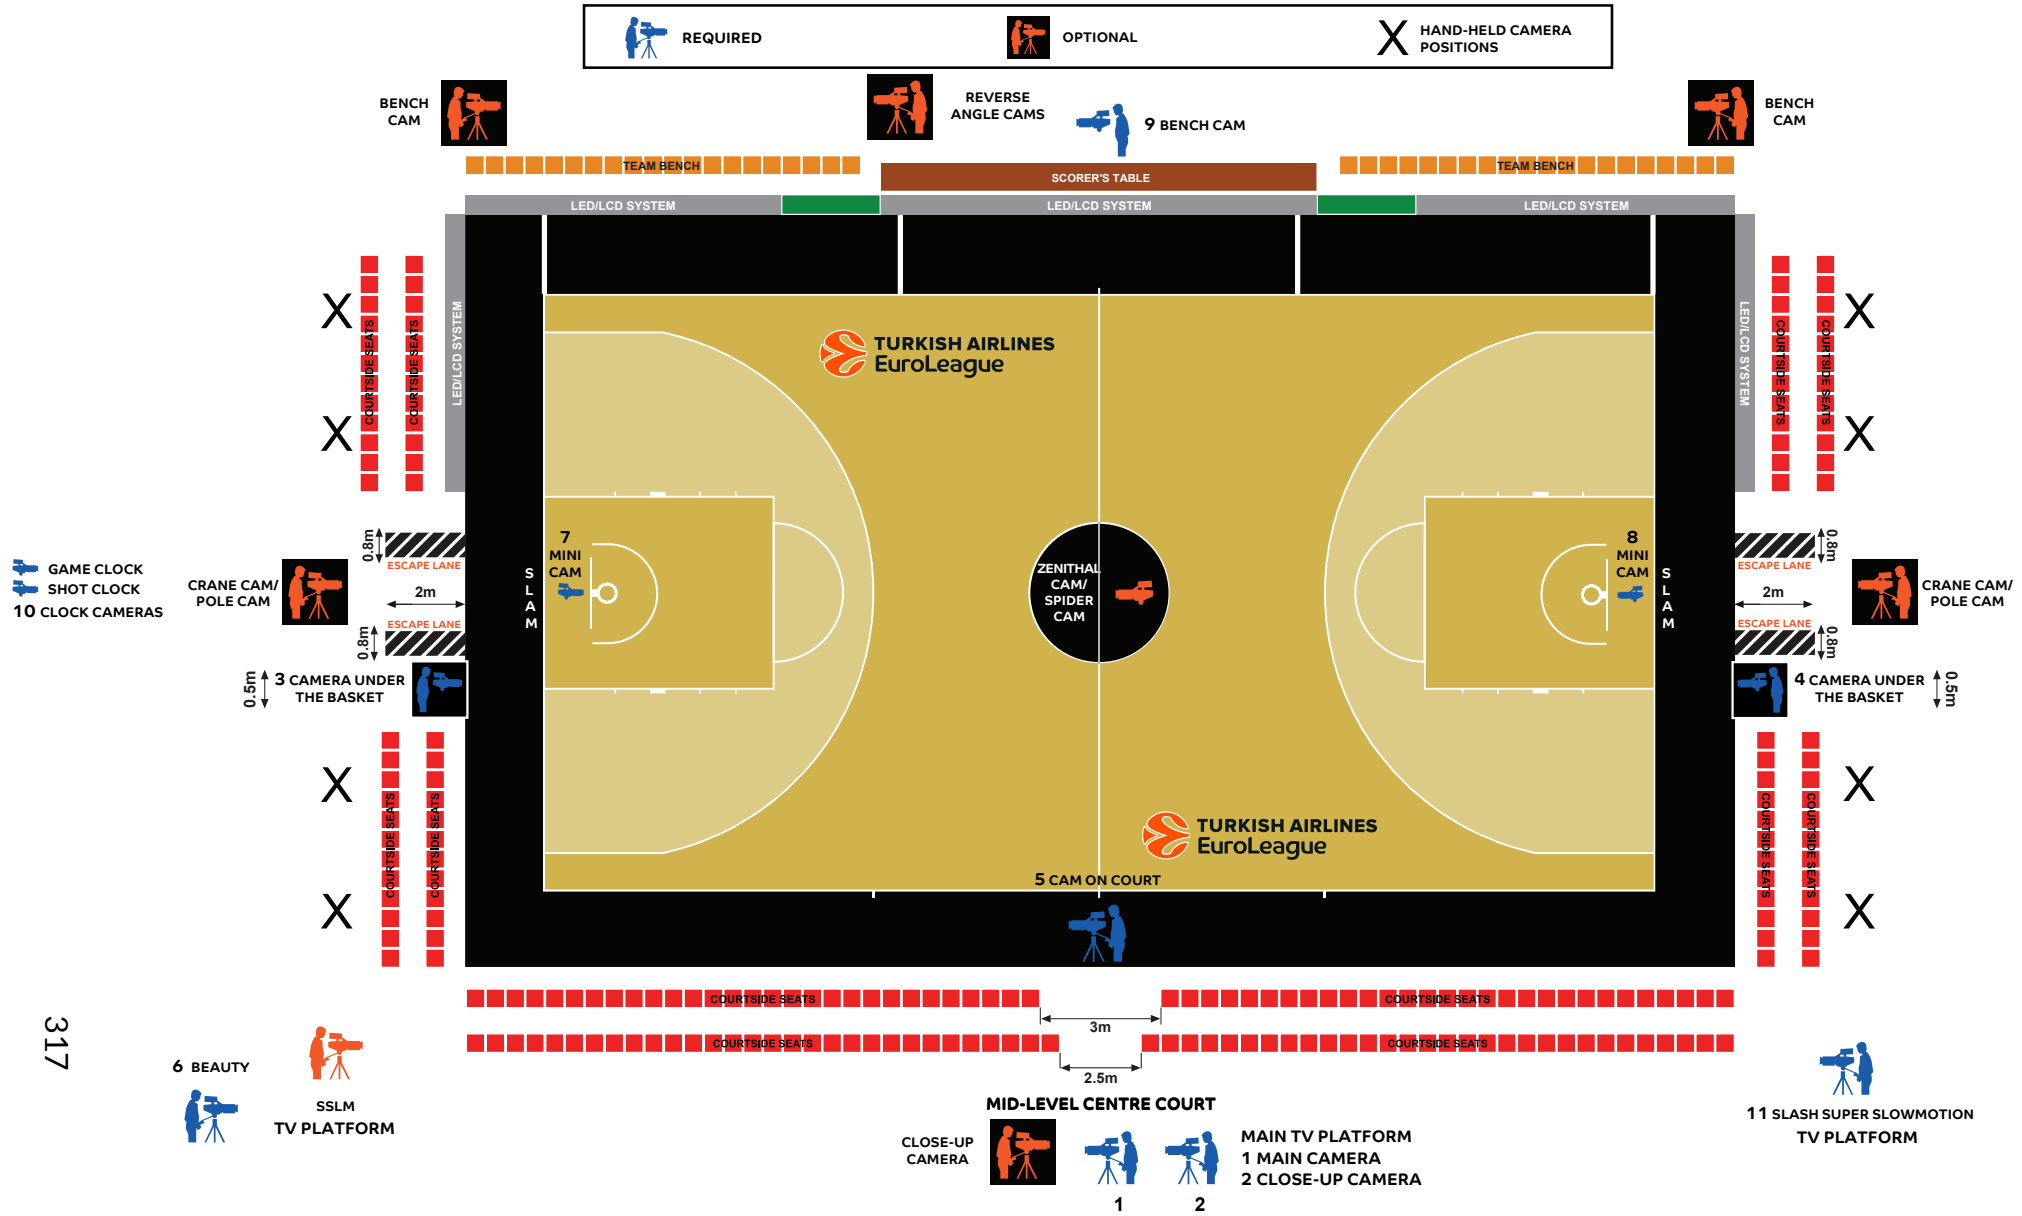 REQUIRED
OPTIONAL
X HAND-HELD CAMERA
POSITIONS
BENCH
CAM
REVERSE
ANGLE CAMS
9 BENCH CAM
BENCH
CAM
TEAM BENCH
SCORER'S TABLE
TEAM BENCH
LED/LCD SYSTEM
LED/LCD SYSTEM
LED/LCD SYSTEM
X
X
COURTSIDE SEATS
COURTSIDE SEATS
LED/LCD SYSTEM
TURKISH AIRLINES
EuroLeague
LED/LCD SYSTEM
COURTSIDE SEATS
COURTSIDE SEATS
X
X
GAME CLOCK
SHOT CLOCK
10 CLOCK CAMERAS
CRANE CAM/
POLE CAM
0.8m
ESCAPE LANE
2m
ESCAPE LANE
0.8m
SLAM
7
MINI
CAM
ZENITHAL
CAM/
SPIDER
CAM
8
MINI
CAM
SLAM
0.8m
ESCAPE LANE
2m
ESCAPE LANE
0.8m
CRANE CAM/
POLE CAM
0.5m
3 CAMERA UNDER
THE BASKET
4 CAMERA UNDER
THE BASKET
0.5m
X
X
COURTSIDE SEATS
COURTSIDE SEATS
TURKISH AIRLINES
EuroLeague
5 CAM ON COURT
COURTSIDE SEATS
COURTSIDE SEATS
X
X
COURTSIDE SEATS
COURTSIDE SEATS
3m
COURTSIDE SEATS
COURTSIDE SEATS
2.5m
317
6 BEAUTY
SSLM
TV PLATFORM
MID-LEVEL CENTRE COURT
CLOSE-UP
CAMERA
1
2
MAIN TV PLATFORM
1 MAIN CAMERA
2 CLOSE-UP CAMERA
11 SLASH SUPER SLOWMOTION
TV PLATFORM